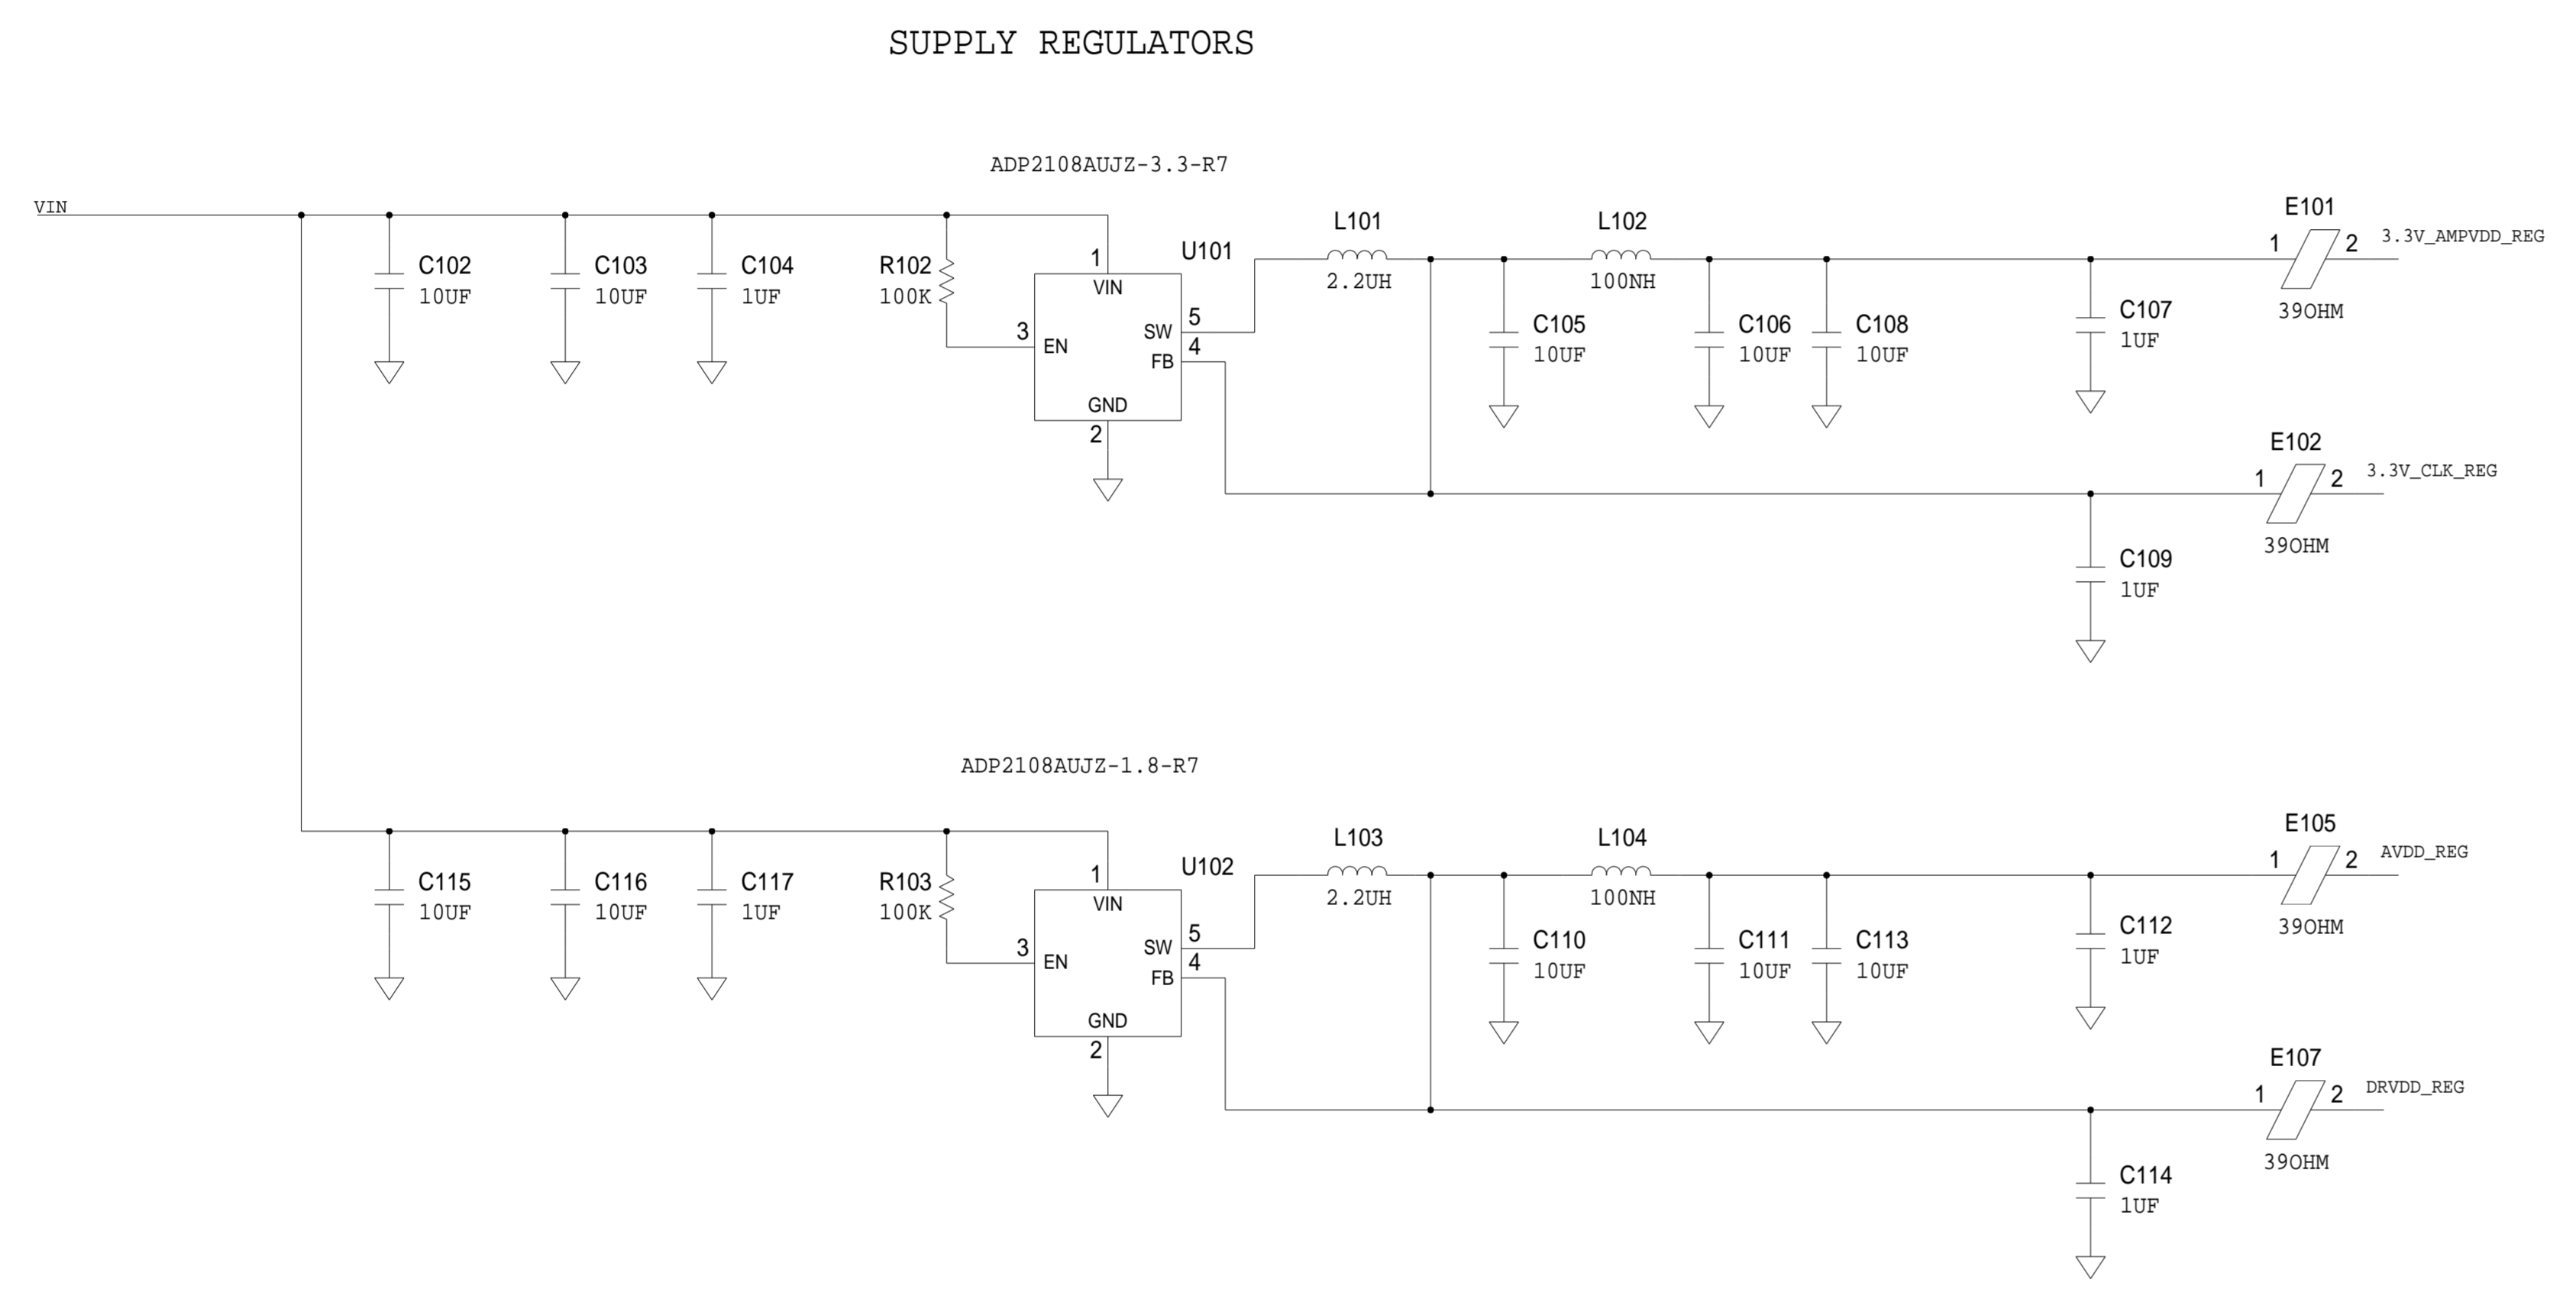 SUPPLY REGULATORS
ADP2108AUJZ-3.3-R7
VIN
C102
10UF
C103
10UF
C104
1UF
R102
100K
U101
1
VIN
3
EN
5
SW
4
FB
GND
2
L101
2.2UH
L102
100NH
C105
10UF
C106
10UF
C108
10UF
C107
1UF
E101
1
2
3.3V_AMPVDD_REG
39OHM
E102
1
2
3.3V_CLK_REG
39OHM
C109
1UF
ADP2108AUJZ-1.8-R7
C115
10UF
C116
10UF
C117
1UF
R103
100K
U102
1
VIN
3
EN
5
SW
4
FB
GND
2
L103
2.2UH
L104
100NH
C110
10UF
C111
10UF
C113
10UF
C112
1UF
E105
1
2
AVDD_REG
39OHM
E107
1
2
DRVDD_REG
39OHM
C114
1UF